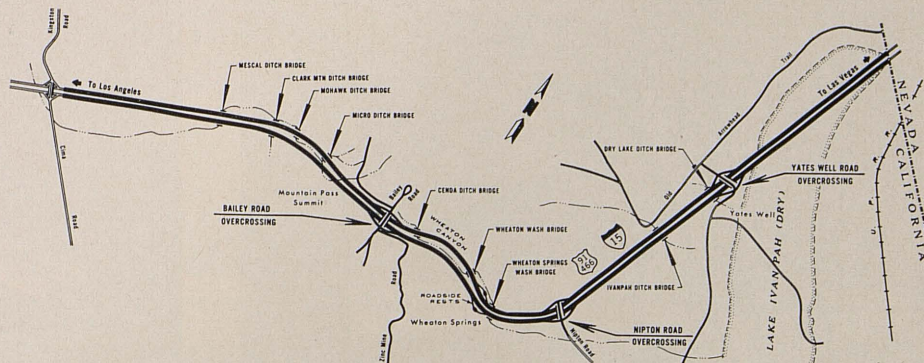 Kingston
Road
To Los Angeles
Cima
Road
MESCAL DITCH BRIDGE
CLARK MTN DITCH BRIDGE
MOHAWK DITCH BRIDGE
MICRO DITCH BRIDGE
Mountain Pass
Summit
BAILEY ROAD
OVERCROSSING
Bailey
Road
CENDA DITCH BRIDGE
WHEATON
CANYON
WHEATON WASH BRIDGE
WHEATON SPRINGS
WASH BRIDGE
ROADSIDE
RESTS
Wheaton Springs
Zinc Mine
Road
91
466
15
NIPTON ROAD
OVERCROSSING
Nipton Road
IVANPAH DITCH BRIDGE
DRY LAKE DITCH BRIDGE
Old
Arrowhead
Trail
To Las Vegas
YATES WELL ROAD
OVERCROSSING
Yates Well
LAKE IVANPAH (DRY)
NEVADA
CALIFORNIA
U. P. R. R.